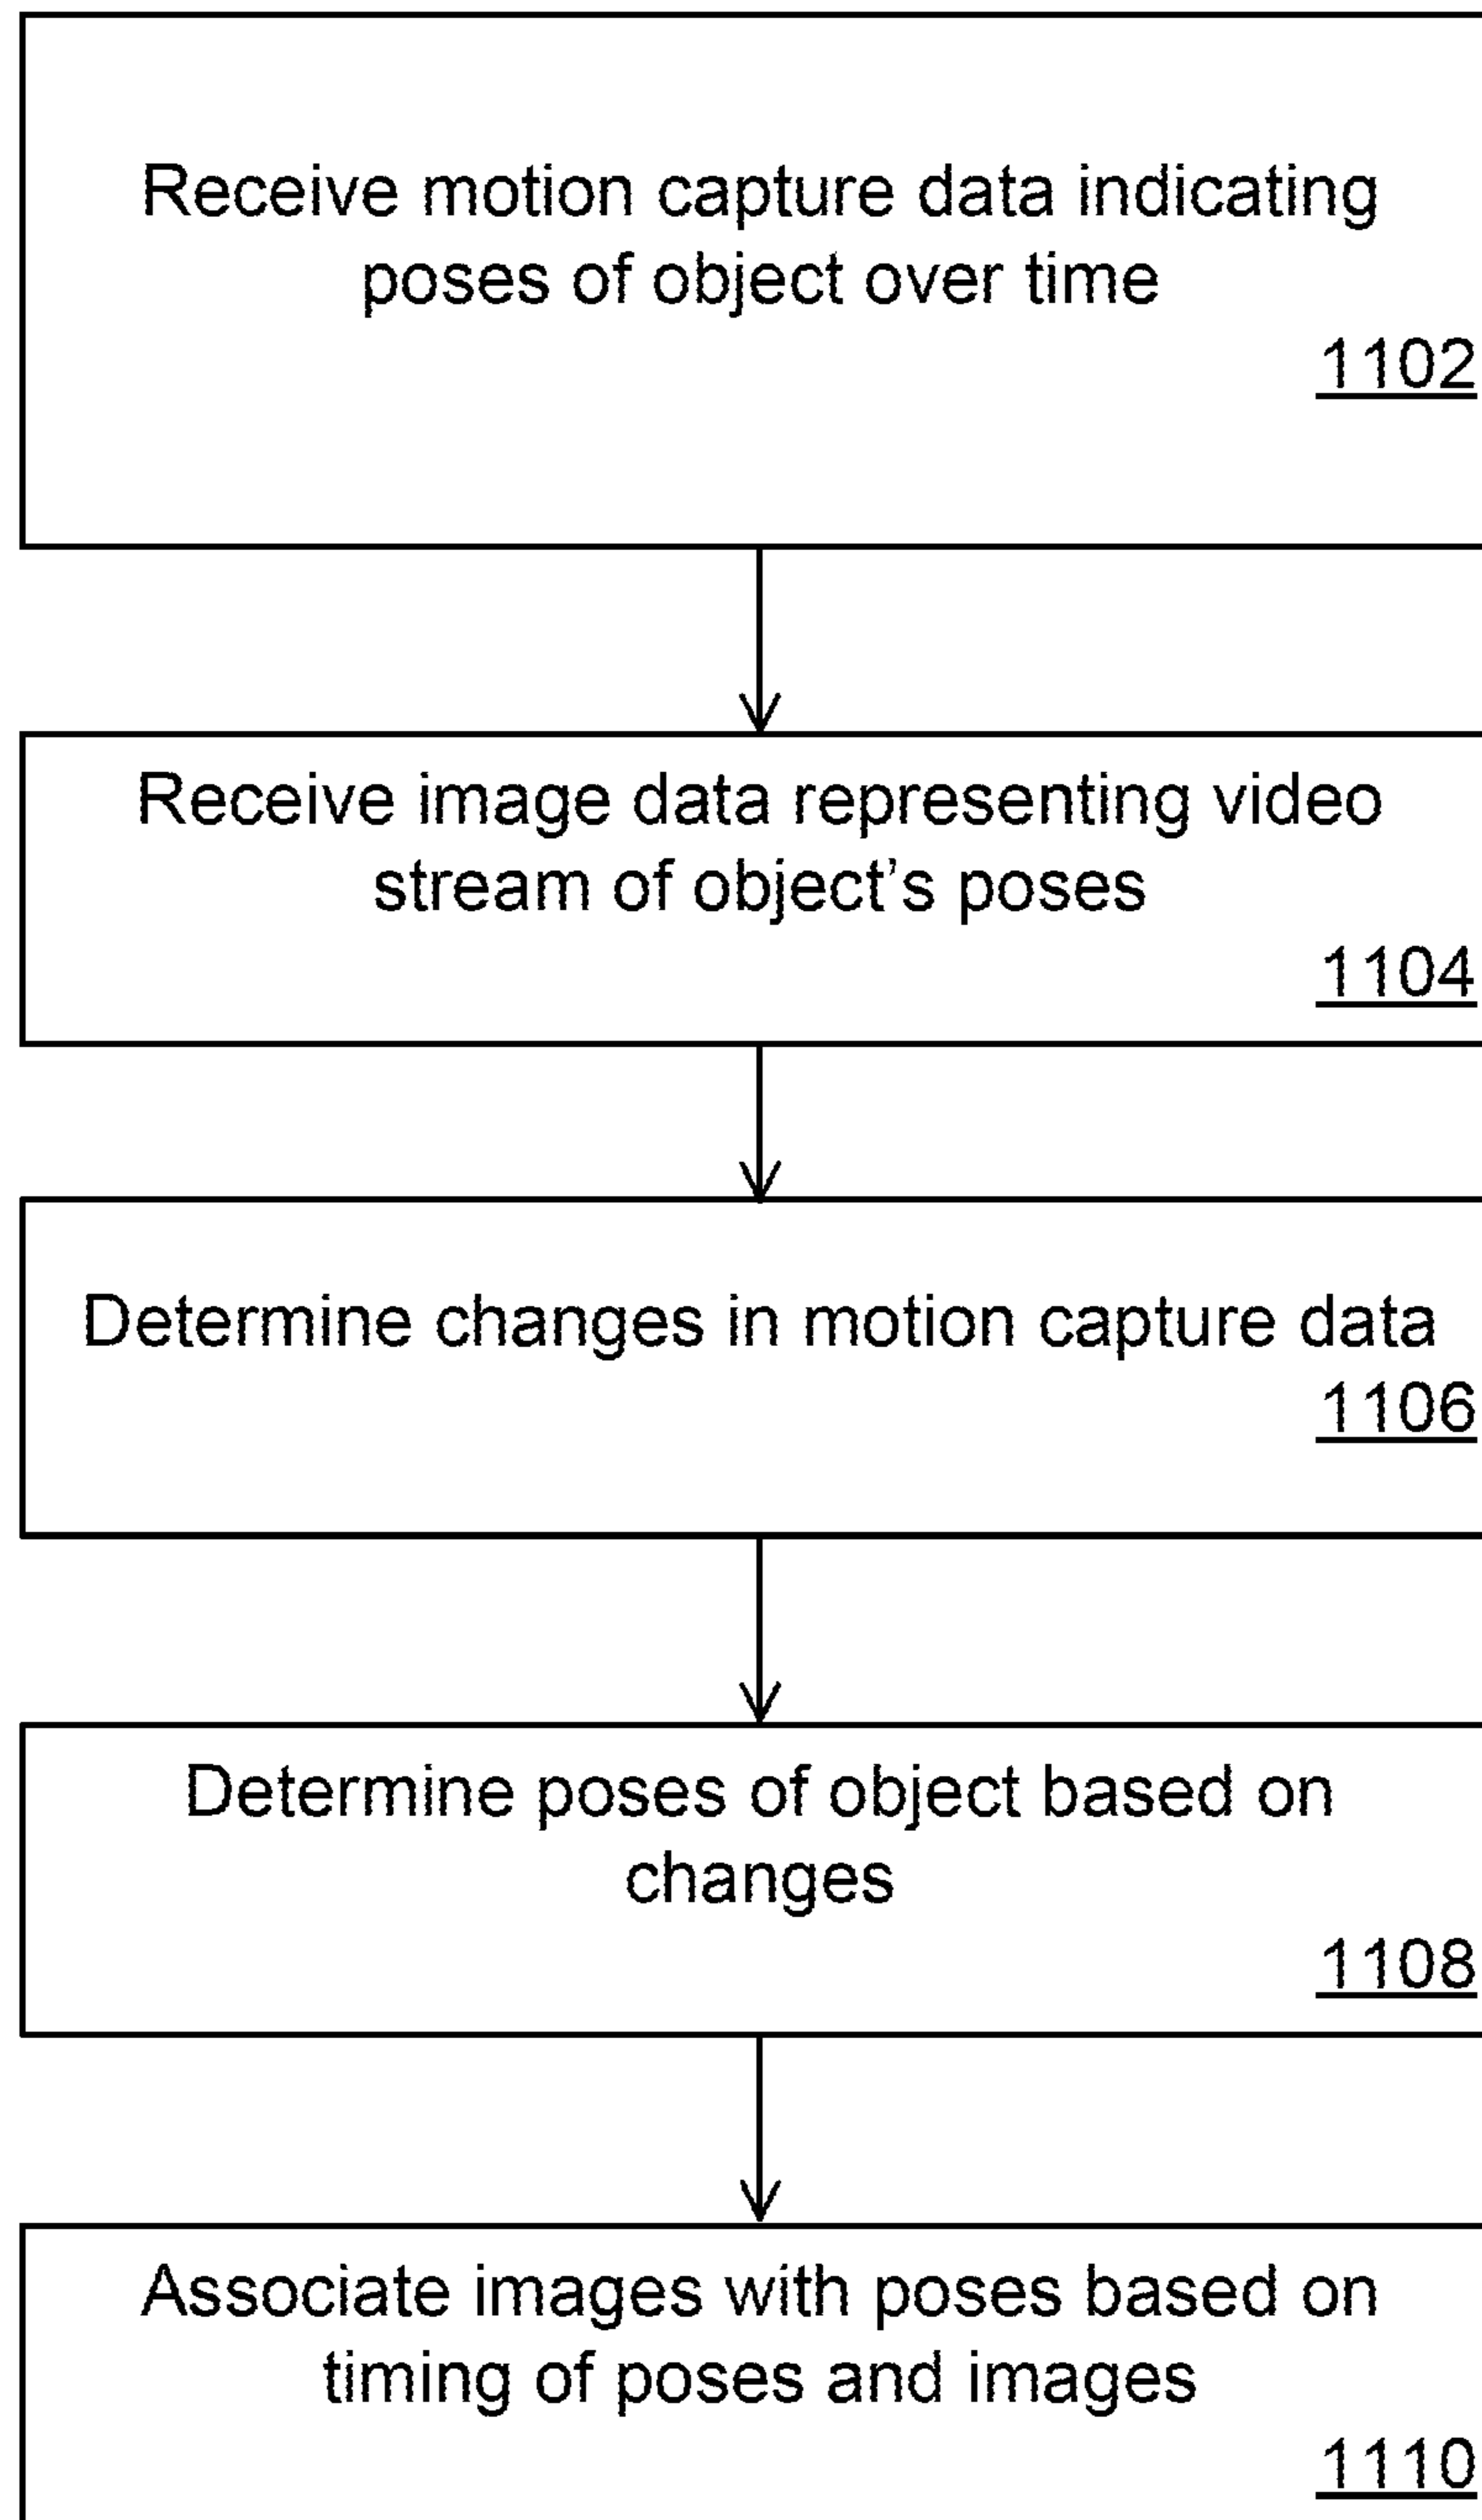 Receive motion capture data indicating
poses of object over time
1102
Receive image data representing video
stream of object's poses
1104
Determine changes in motion capture data
1106
Determine poses of object based on
changes
1108
Associate images with poses based on
timing of poses and images
1110